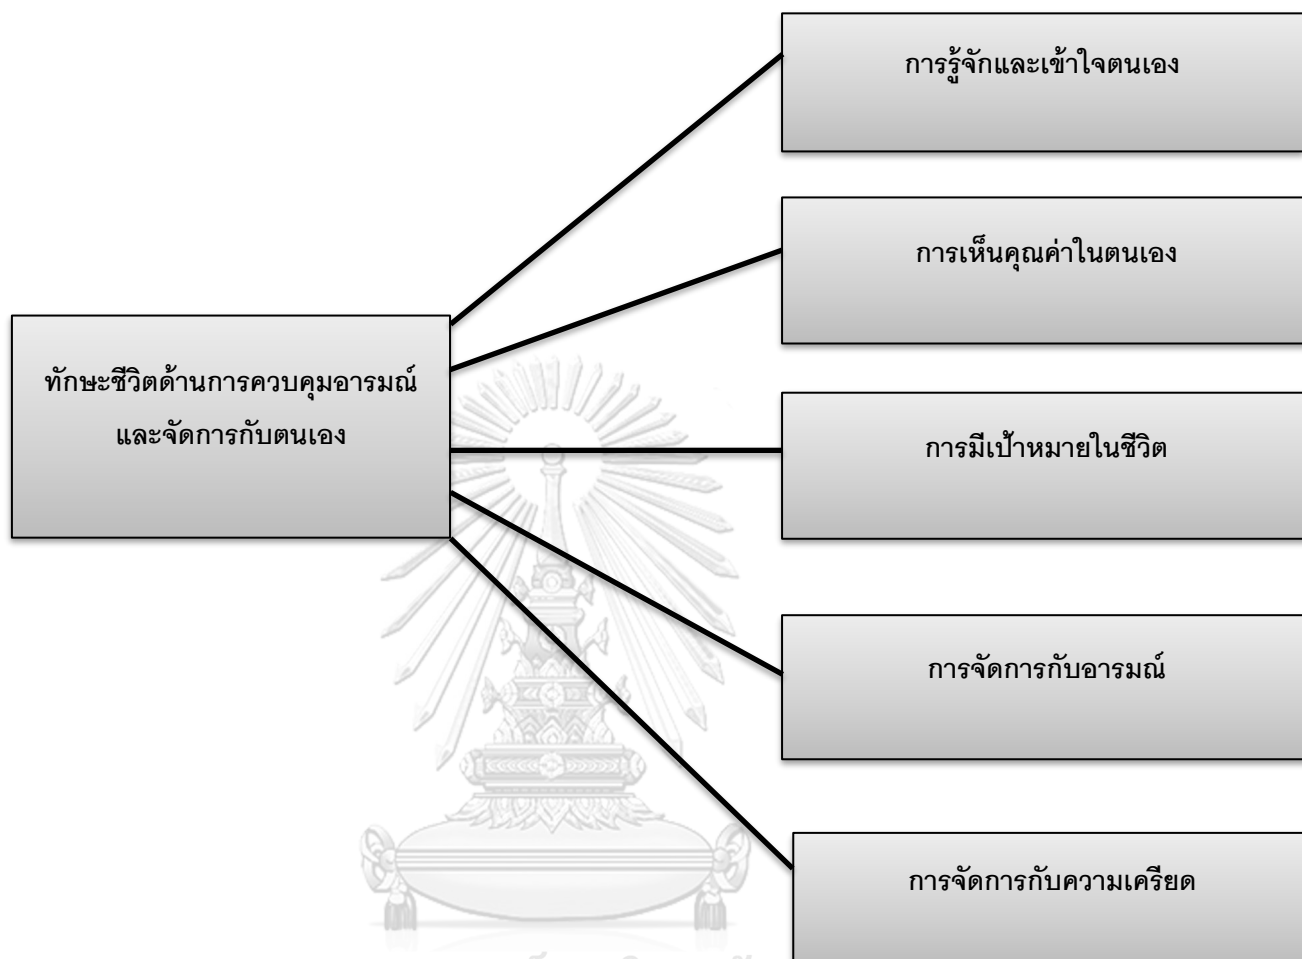 การรู้จักและเข้าใจตนเอง
การเห็นคุณค่าในตนเอง
ทักษะชีวิตด้านการควบคุมอารมณ์
และจัดการกับตนเอง
การมีเป้าหมายในชีวิต
การจัดการกับอารมณ์
การจัดการกับความเครียด